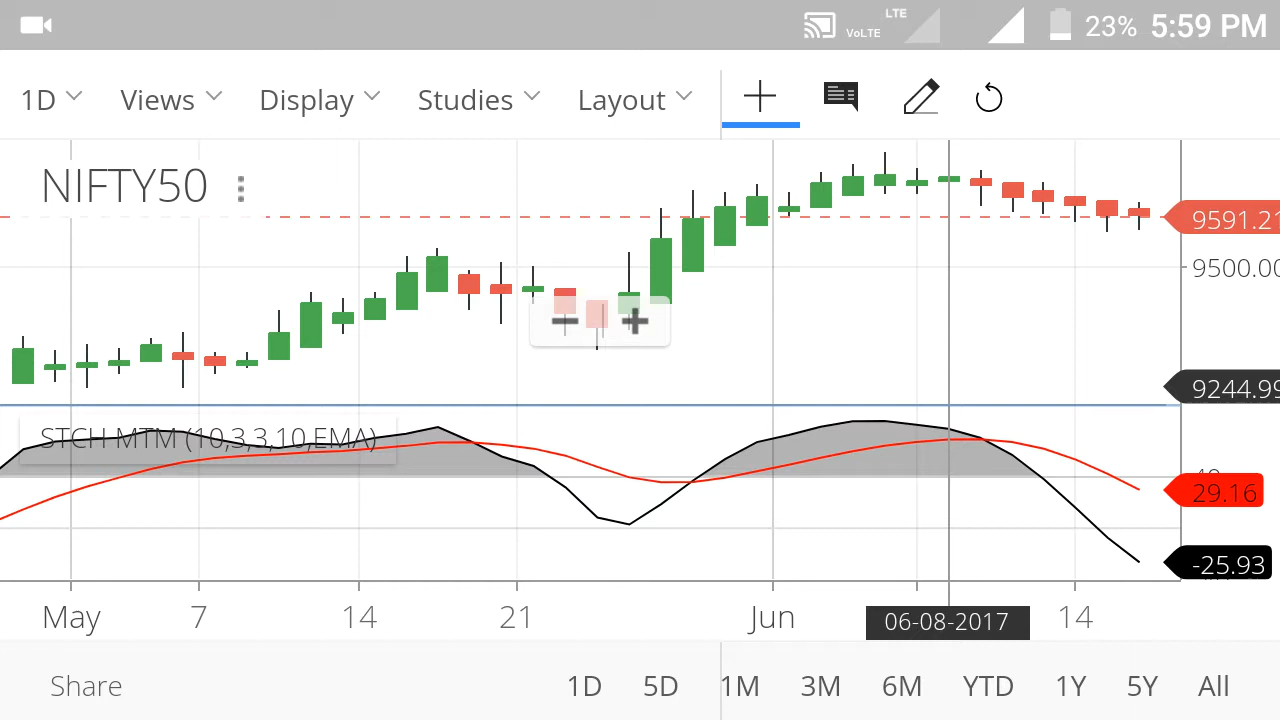 LTE
VoLTE 23% 5:59 PM
1D Views Display Studies Layout
NIFTY50
9591.21
9500.00
9244.99
STCH MTM (10,3,3,10,EMA)
29.16
-25.93
May 7 14 21 Jun 06-08-2017 14
Share 1D 5D 1M 3M 6M YTD 1Y 5Y All